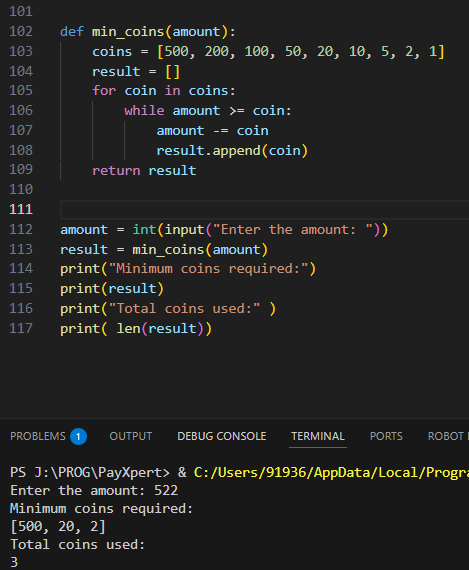 101
102 def min_coins(amount):
103     coins = [500, 200, 100, 50, 20, 10, 5, 2, 1]
104     result = []
105     for coin in coins:
106         while amount >= coin:
107             amount -= coin
108             result.append(coin)
109     return result
110
111
112 amount = int(input("Enter the amount: "))
113 result = min_coins(amount)
114 print("Minimum coins required:")
115 print(result)
116 print("Total coins used:" )
117 print( len(result))
PROBLEMS 1 OUTPUT DEBUG CONSOLE TERMINAL PORTS ROBOT
PS J:\PROG\PayXpert> & C:/Users/91936/AppData/Local/Progra
Enter the amount: 522
Minimum coins required:
[500, 20, 2]
Total coins used:
3